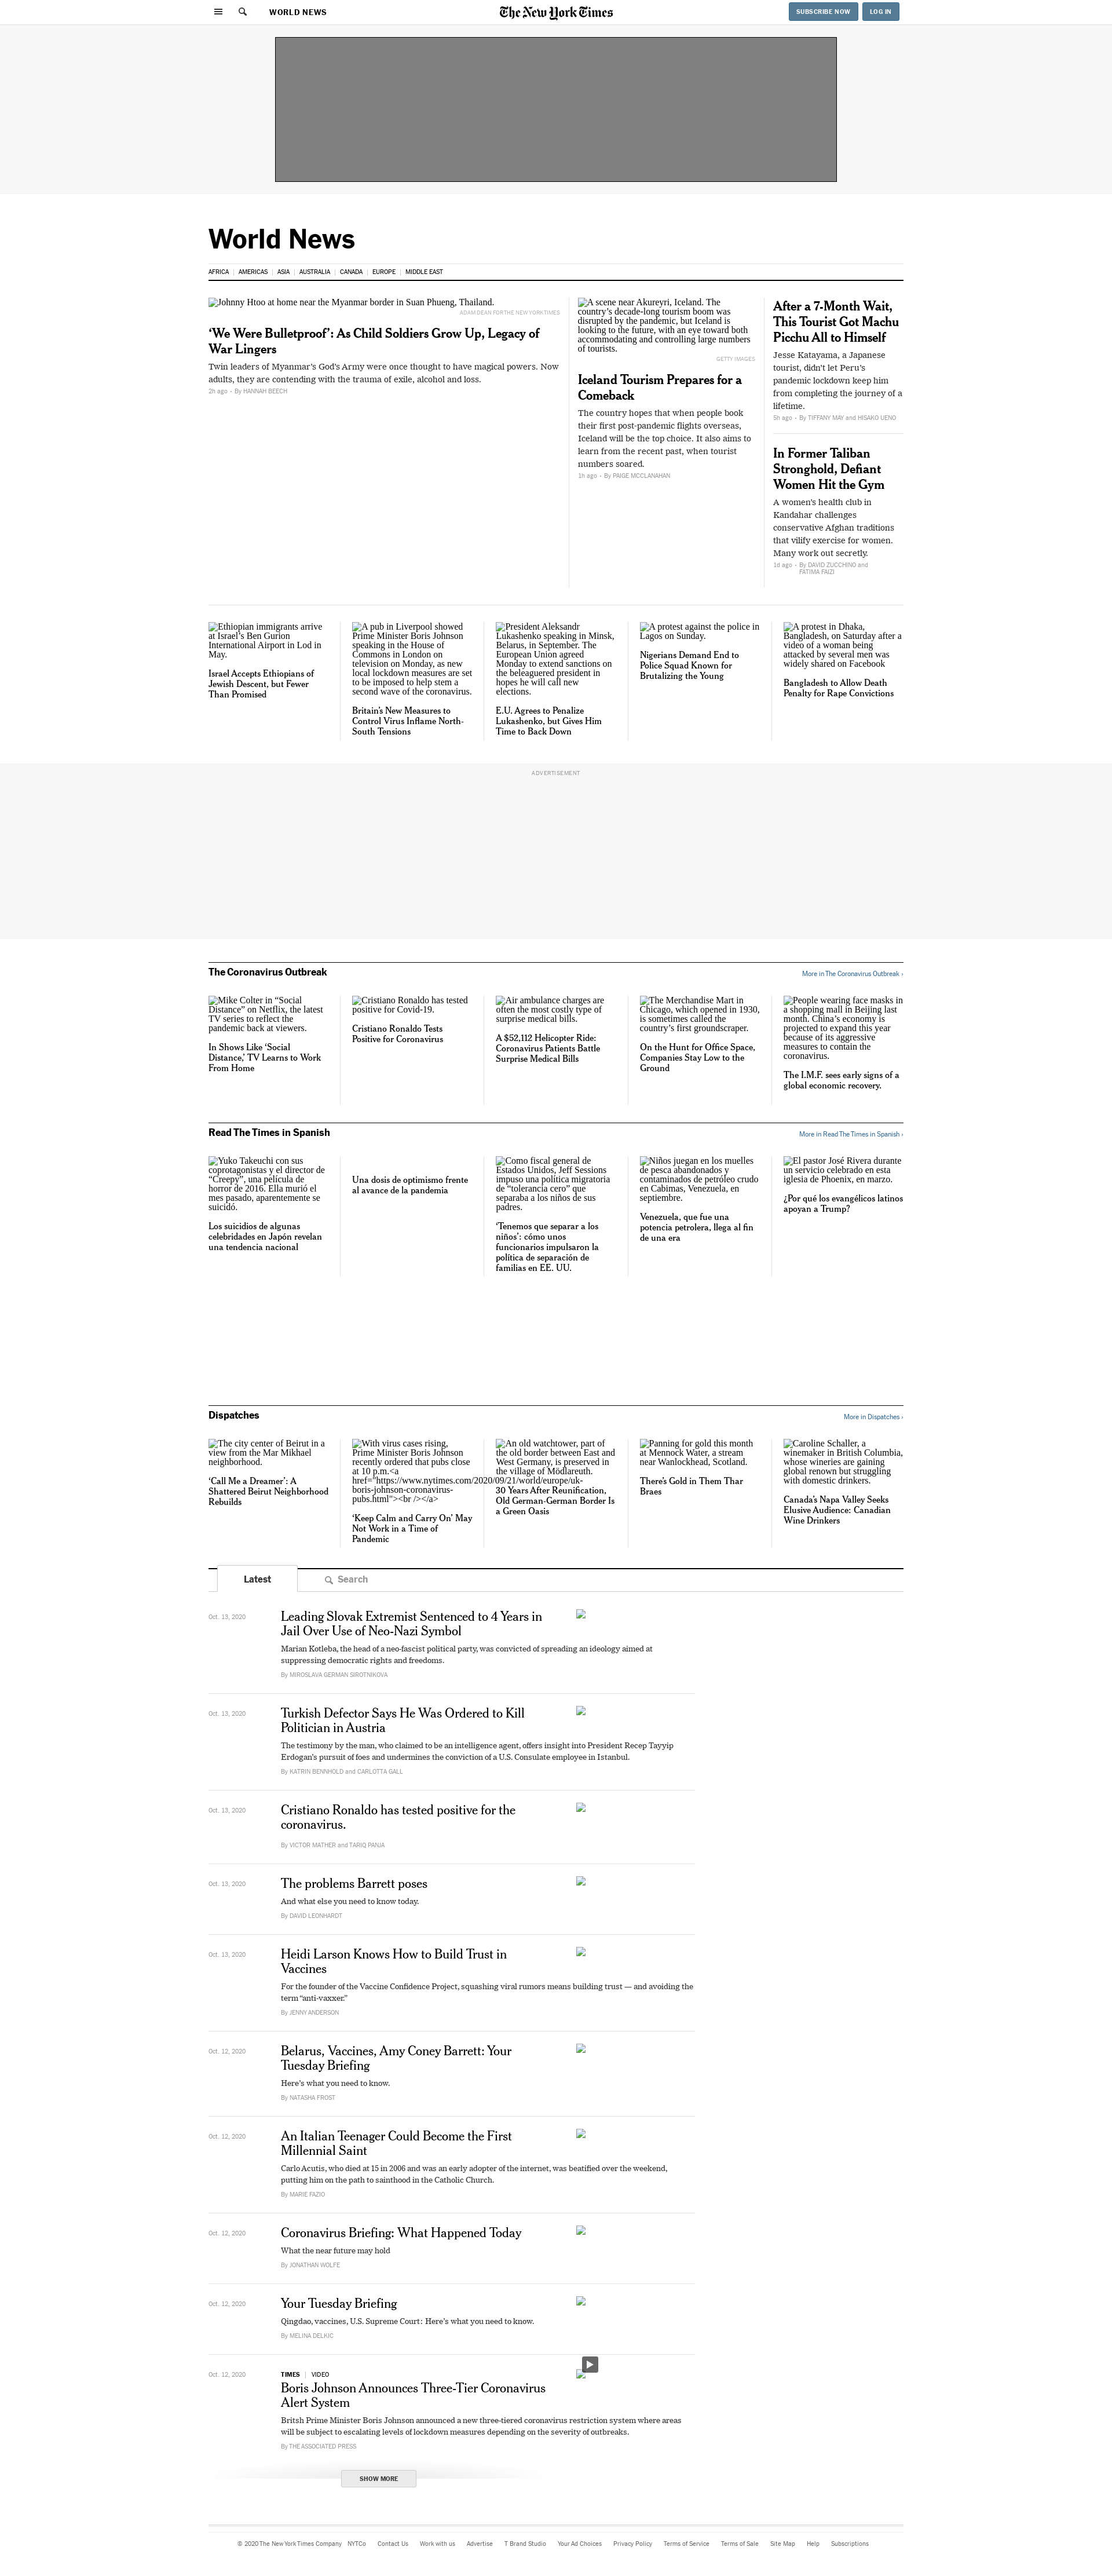 WORLD NEWS
The New York Times
SUBSCRIBE NOW
LOG IN
World News
AFRICA
AMERICAS
ASIA
AUSTRALIA
CANADA
EUROPE
MIDDLE EAST
Johnny Htoo at home near the Myanmar border in Suan Phueng, Thailand.
ADAM DEAN FOR THE NEW YORK TIMES
‘We Were Bulletproof’: As Child Soldiers Grow Up, Legacy of
War Lingers
Twin leaders of Myanmar’s God’s Army were once thought to have magical powers. Now
adults, they are contending with the trauma of exile, alcohol and loss.
2h ago - By HANNAH BEECH
A scene near Akureyri, Iceland. The
country’s decade-long tourism boom was
disrupted by the pandemic, but Iceland is
looking to the future, with an eye toward both
accommodating and controlling large numbers
of tourists.
GETTY IMAGES
Iceland Tourism Prepares for a
Comeback
The country hopes that when people book
their first post-pandemic flights overseas,
Iceland will be the top choice. It also aims to
learn from the recent past, when tourist
numbers soared.
1h ago - By PAIGE MCCLANAHAN
After a 7-Month Wait,
This Tourist Got Machu
Picchu All to Himself
Jesse Katayama, a Japanese
tourist, didn’t let Peru’s
pandemic lockdown keep him
from completing the journey of a
lifetime.
5h ago - By TIFFANY MAY and HISAKO UENO
In Former Taliban
Stronghold, Defiant
Women Hit the Gym
A women’s health club in
Kandahar challenges
conservative Afghan traditions
that vilify exercise for women.
Many work out secretly.
1d ago - By DAVID ZUCCHINO and
FATIMA FAIZI
Ethiopian immigrants arrive
at Israel’s Ben Gurion
International Airport in Lod in
May.
Israel Accepts Ethiopians of
Jewish Descent, but Fewer
Than Promised
A pub in Liverpool showed
Prime Minister Boris Johnson
speaking in the House of
Commons in London on
television on Monday, as new
local lockdown measures are set
to be imposed to help stem a
second wave of the coronavirus.
Britain’s New Measures to
Control Virus Inflame North-
South Tensions
President Aleksandr
Lukashenko speaking in Minsk,
Belarus, in September. The
European Union agreed
Monday to extend sanctions on
the beleaguered president in
hopes he will call new
elections.
E.U. Agrees to Penalize
Lukashenko, but Gives Him
Time to Back Down
A protest against the police in
Lagos on Sunday.
Nigerians Demand End to
Police Squad Known for
Brutalizing the Young
A protest in Dhaka,
Bangladesh, on Saturday after a
video of a woman being
attacked by several men was
widely shared on Facebook
Bangladesh to Allow Death
Penalty for Rape Convictions
ADVERTISEMENT
The Coronavirus Outbreak
More in The Coronavirus Outbreak ›
Mike Colter in “Social
Distance” on Netflix, the latest
TV series to reflect the
pandemic back at viewers.
In Shows Like ‘Social
Distance,’ TV Learns to Work
From Home
Cristiano Ronaldo has tested
positive for Covid-19.
Cristiano Ronaldo Tests
Positive for Coronavirus
Air ambulance charges are
often the most costly type of
surprise medical bills.
A $52,112 Helicopter Ride:
Coronavirus Patients Battle
Surprise Medical Bills
The Merchandise Mart in
Chicago, which opened in 1930,
is sometimes called the
country’s first groundscraper.
On the Hunt for Office Space,
Companies Stay Low to the
Ground
People wearing face masks in
a shopping mall in Beijing last
month. China’s economy is
projected to expand this year
because of its aggressive
measures to contain the
coronavirus.
The I.M.F. sees early signs of a
global economic recovery.
Read The Times in Spanish
More in Read The Times in Spanish ›
Yuko Takeuchi con sus
coprotagonistas y el director de
“Creepy”, una película de
horror de 2016. Ella murió el
mes pasado, aparentemente se
suicidó.
Los suicidios de algunas
celebridades en Japón revelan
una tendencia nacional
Una dosis de optimismo frente
al avance de la pandemia
Como fiscal general de
Estados Unidos, Jeff Sessions
impuso una política migratoria
de “tolerancia cero” que
separaba a los niños de sus
padres.
‘Tenemos que separar a los
niños’: cómo unos
funcionarios impulsaron la
política de separación de
familias en EE. UU.
Niños juegan en los muelles
de pesca abandonados y
contaminados de petróleo crudo
en Cabimas, Venezuela, en
septiembre.
Venezuela, que fue una
potencia petrolera, llega al fin
de una era
El pastor José Rivera durante
un servicio celebrado en esta
iglesia de Phoenix, en marzo.
¿Por qué los evangélicos latinos
apoyan a Trump?
Dispatches
More in Dispatches ›
The city center of Beirut in a
view from the Mar Mikhael
neighborhood.
‘Call Me a Dreamer’: A
Shattered Beirut Neighborhood
Rebuilds
With virus cases rising,
Prime Minister Boris Johnson
recently ordered that pubs close
at 10 p.m.<a
href="https://www.nytimes.com/2020/09/21/world/europe/uk-
boris-johnson-coronavirus-
pubs.html"><br /></a>
‘Keep Calm and Carry On’ May
Not Work in a Time of
Pandemic
An old watchtower, part of
the old border between East and
West Germany, is preserved in
the village of Mödlareuth.
30 Years After Reunification,
Old German-German Border Is
a Green Oasis
Panning for gold this month
at Mennock Water, a stream
near Wanlockhead, Scotland.
There’s Gold in Them Thar
Braes
Caroline Schaller, a
winemaker in British Columbia,
whose wineries are gaining
global renown but struggling
with domestic drinkers.
Canada’s Napa Valley Seeks
Elusive Audience: Canadian
Wine Drinkers
Latest
Search
Oct. 13, 2020
Leading Slovak Extremist Sentenced to 4 Years in
Jail Over Use of Neo-Nazi Symbol
Marian Kotleba, the head of a neo-fascist political party, was convicted of spreading an ideology aimed at
suppressing democratic rights and freedoms.
By MIROSLAVA GERMAN SIROTNIKOVA
Oct. 13, 2020
Turkish Defector Says He Was Ordered to Kill
Politician in Austria
The testimony by the man, who claimed to be an intelligence agent, offers insight into President Recep Tayyip
Erdogan’s pursuit of foes and undermines the conviction of a U.S. Consulate employee in Istanbul.
By KATRIN BENNHOLD and CARLOTTA GALL
Oct. 13, 2020
Cristiano Ronaldo has tested positive for the
coronavirus.
By VICTOR MATHER and TARIQ PANJA
Oct. 13, 2020
The problems Barrett poses
And what else you need to know today.
By DAVID LEONHARDT
Oct. 13, 2020
Heidi Larson Knows How to Build Trust in
Vaccines
For the founder of the Vaccine Confidence Project, squashing viral rumors means building trust — and avoiding the
term “anti-vaxxer.”
By JENNY ANDERSON
Oct. 12, 2020
Belarus, Vaccines, Amy Coney Barrett: Your
Tuesday Briefing
Here’s what you need to know.
By NATASHA FROST
Oct. 12, 2020
An Italian Teenager Could Become the First
Millennial Saint
Carlo Acutis, who died at 15 in 2006 and was an early adopter of the internet, was beatified over the weekend,
putting him on the path to sainthood in the Catholic Church.
By MARIE FAZIO
Oct. 12, 2020
Coronavirus Briefing: What Happened Today
What the near future may hold
By JONATHAN WOLFE
Oct. 12, 2020
Your Tuesday Briefing
Qingdao, vaccines, U.S. Supreme Court: Here’s what you need to know.
By MELINA DELKIC
Oct. 12, 2020
TIMES | VIDEO
Boris Johnson Announces Three-Tier Coronavirus
Alert System
Britsh Prime Minister Boris Johnson announced a new three-tiered coronavirus restriction system where areas
will be subject to escalating levels of lockdown measures depending on the severity of outbreaks.
By THE ASSOCIATED PRESS
SHOW MORE
© 2020 The New York Times Company
NYTCo
Contact Us
Work with us
Advertise
T Brand Studio
Your Ad Choices
Privacy Policy
Terms of Service
Terms of Sale
Site Map
Help
Subscriptions